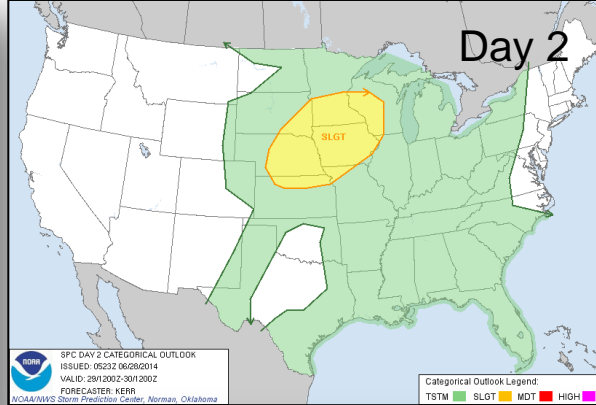 Day 2
SLGT
NOAA
SPC DAY 2 CATEGORICAL OUTLOOK
ISSUED: 0523Z 06/28/2014
VALID: 29/1200Z-30/1200Z
FORECASTER: KERR
NOAA/NWS Storm Prediction Center, Norman, Oklahoma
Categorical Outlook Legend:
TSTM SLGT MDT HIGH